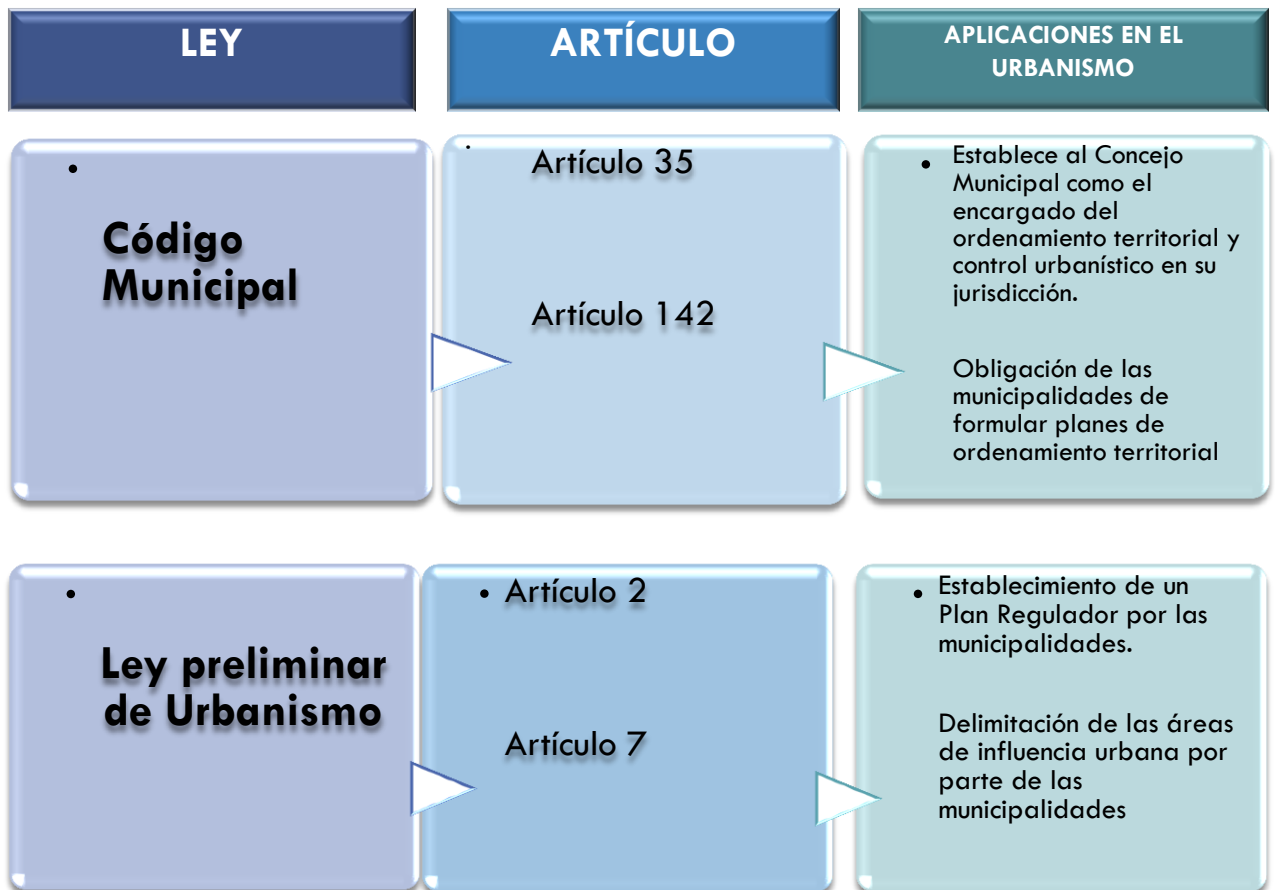 LEY
ARTÍCULO
APLICACIONES EN EL
URBANISMO
Código
Municipal
Artículo 35
Artículo 142
• Establece al Concejo
Municipal como el
encargado del
ordenamiento territorial y
control urbanístico en su
jurisdicción.
Obligación de las
municipalidades de
formular planes de
ordenamiento territorial
Ley preliminar
de Urbanismo
• Artículo 2
Artículo 7
• Establecimiento de un
Plan Regulador por las
municipalidades.
Delimitación de las áreas
de influencia urbana por
parte de las
municipalidades